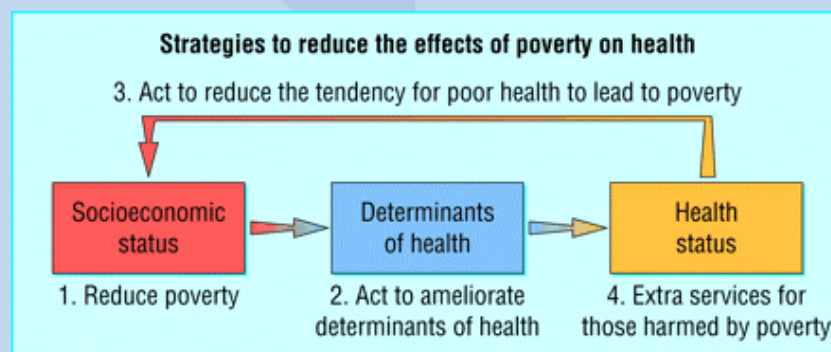 Strategies to reduce the effects of poverty on health
3. Act to reduce the tendency for poor health to lead to poverty
Socioeconomic
status
Determinants
of health
Health
status
1. Reduce poverty
2. Act to ameliorate
determinants of health
4. Extra services for
those harmed by poverty